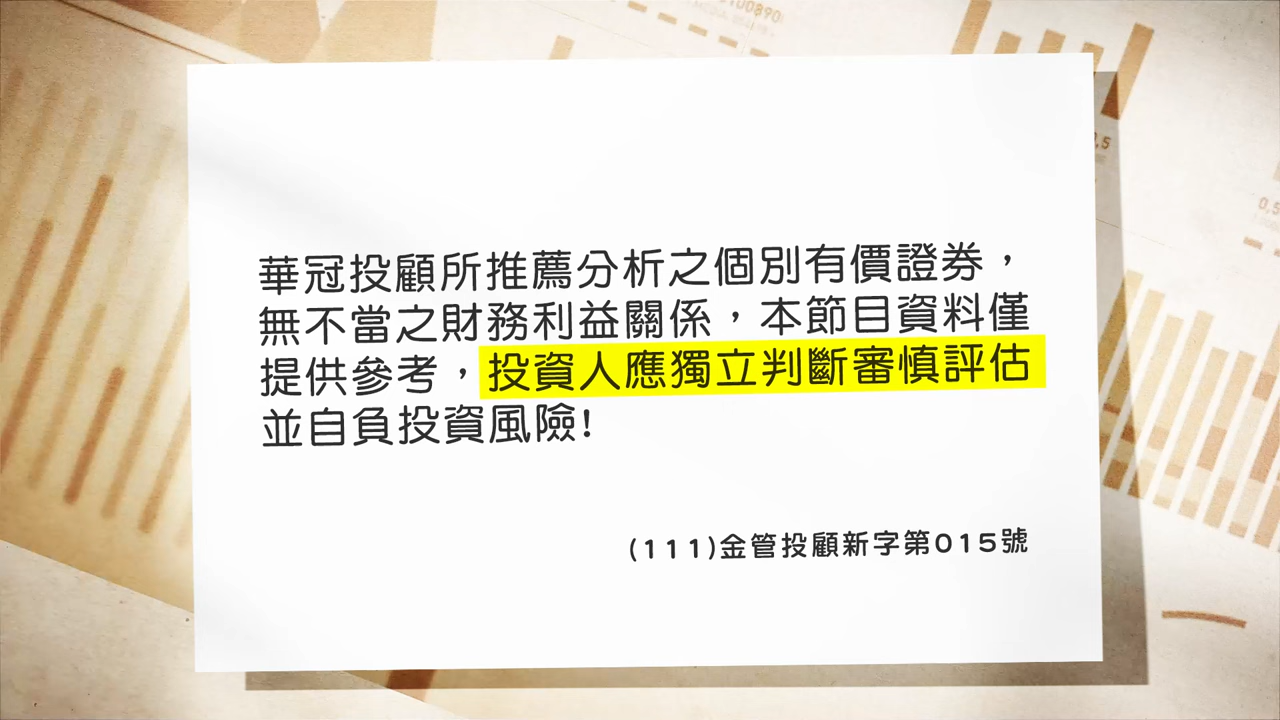 華冠投顧所推薦分析之個別有價證券，
無不當之財務利益關係，本節目資料僅
提供參考，投資人應獨立判斷審慎評估
並自負投資風險!
(111)金管投顧新字第015號